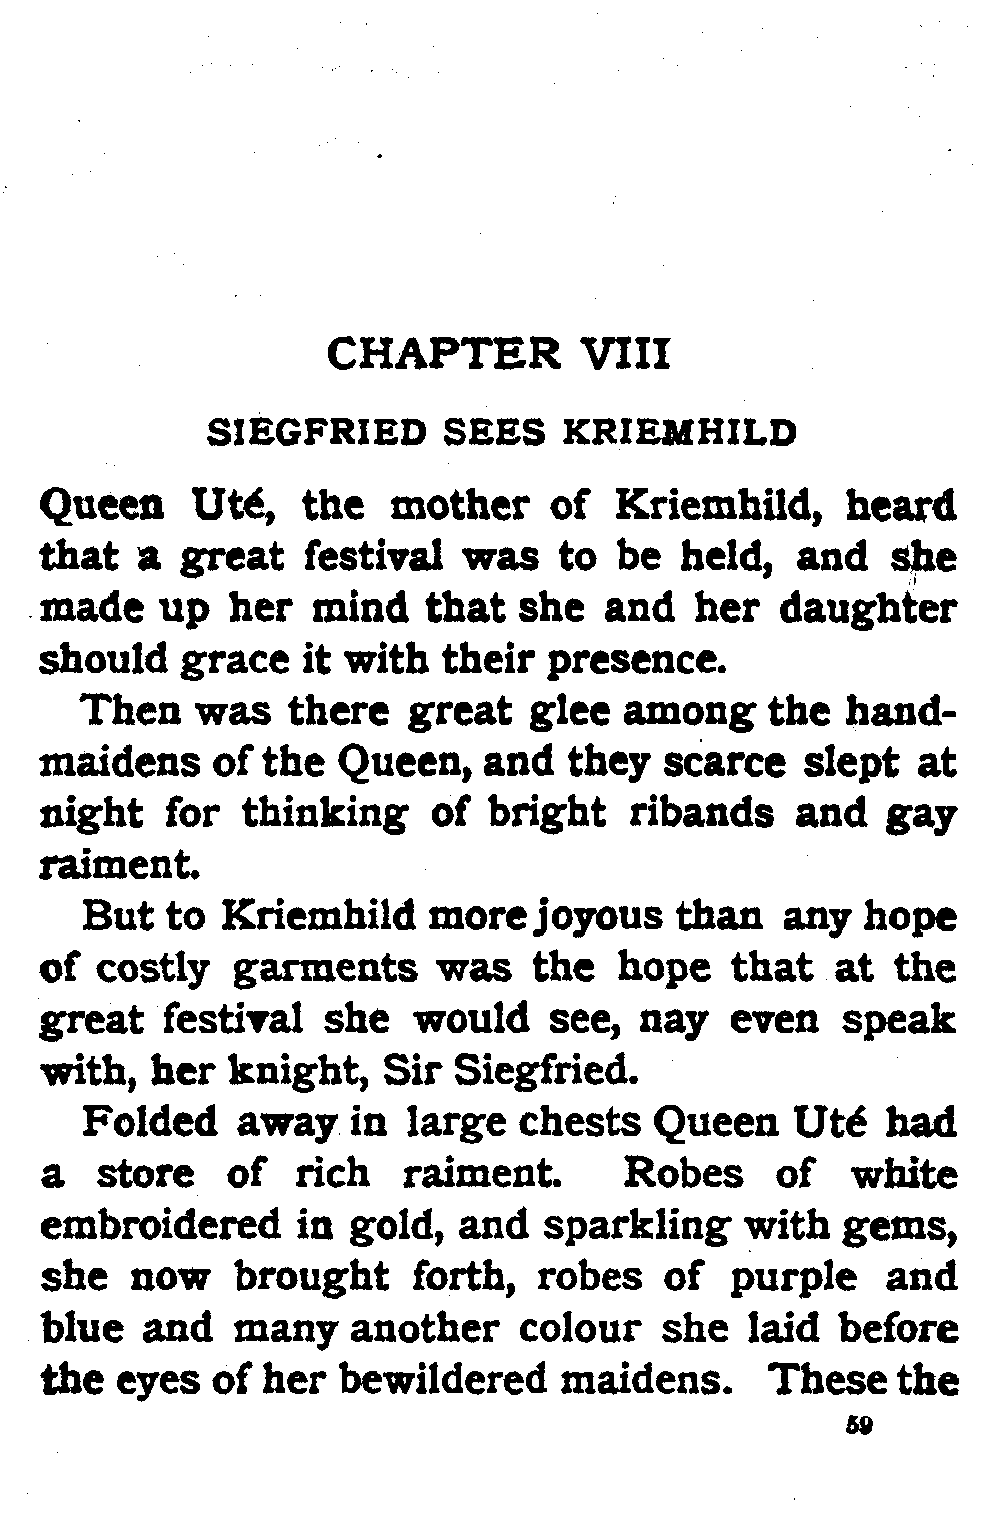 CHAPTER VIII
SIEGFRIED SEES KRIEMHILD
Queen Uté, the mother of Kriemhild, heard
that a great festival was to be held, and she
made up her mind that she and her daughter
should grace it with their presence.
Then was there great glee among the hand-
maidens of the Queen, and they scarce slept at
night for thinking of bright ribands and gay
raiment.
But to Kriemhild more joyous than any hope
of costly garments was the hope that at the
great festival she would see, nay even speak
with, her knight, Sir Siegfried.
Folded away in large chests Queen Uté had
a store of rich raiment. Robes of white
embroidered in gold, and sparkling with gems,
she now brought forth, robes of purple and
blue and many another colour she laid before
the eyes of her bewildered maidens. These the
59